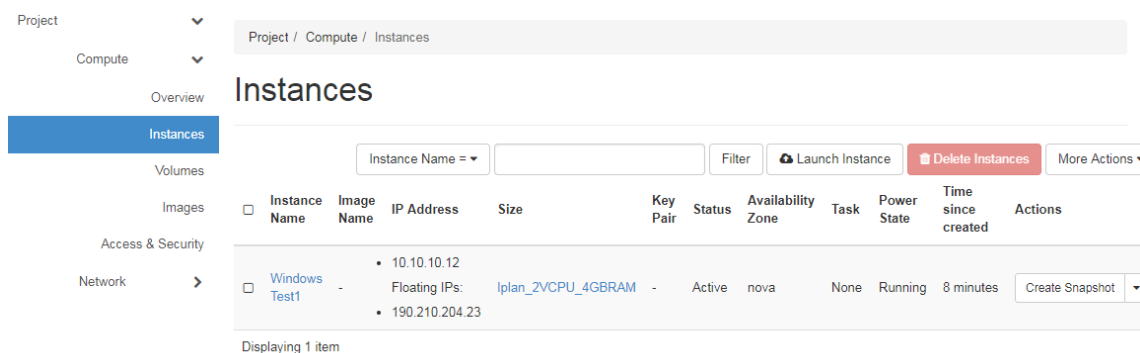 Project
Compute
Overview
Instances
Volumes
Images
Access & Security
Network
Project / Compute / Instances
Instances
Instance Name =
Filter
Launch Instance
Delete Instances
More Actions
Instance Name
Image Name
IP Address
Size
Key Pair
Status
Availability Zone
Task
Power State
Time since created
Actions
Windows Test1
-
10.10.10.12
Floating IPs:
190.210.204.23
Iplan_2VCPU_4GBRAM
-
Active
nova
None
Running
8 minutes
Create Snapshot
Displaying 1 item